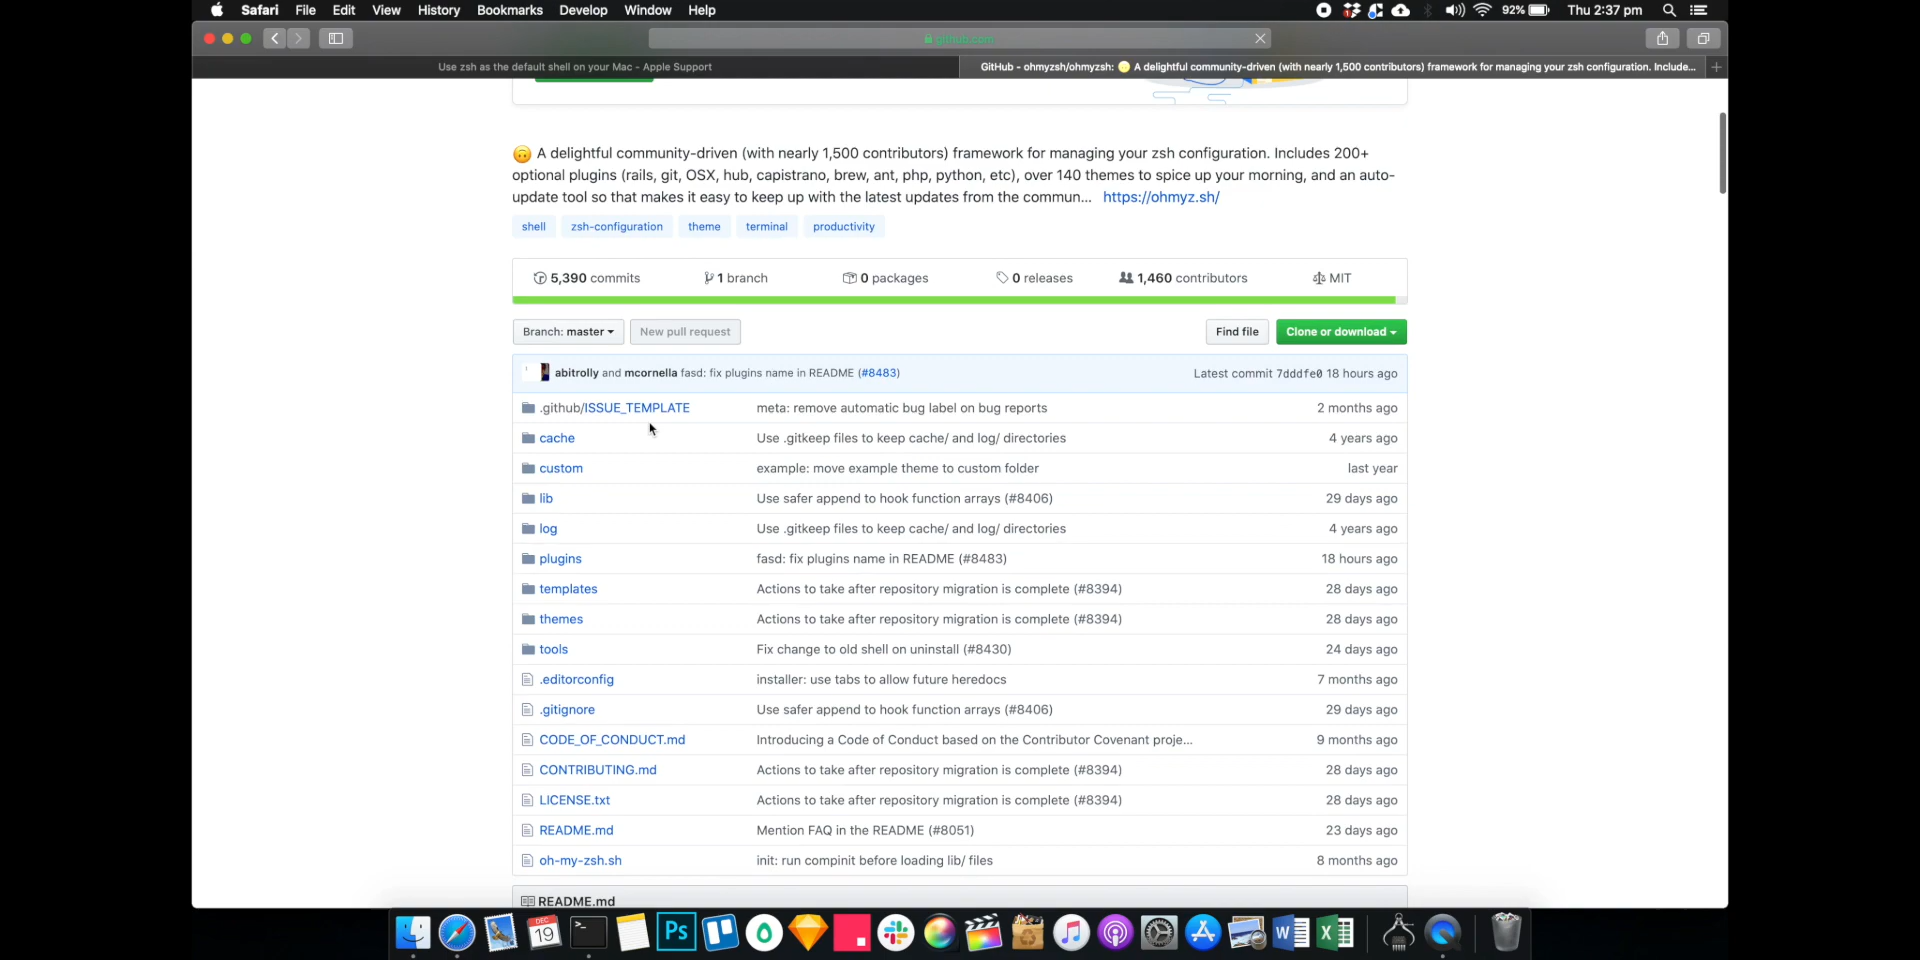 Safari File Edit View History Bookmarks Develop Window Help
92% Thu 2:37 pm
github.com
Use zsh as the default shell on your Mac - Apple Support
GitHub - ohmyzsh/ohmyzsh: 🙃 A delightful community-driven (with nearly 1,500 contributors) framework for managing your zsh configuration. Include...
🙃 A delightful community-driven (with nearly 1,500 contributors) framework for managing your zsh configuration. Includes 200+
optional plugins (rails, git, OSX, hub, capistrano, brew, ant, php, python, etc), over 140 themes to spice up your morning, and an auto-
update tool so that makes it easy to keep up with the latest updates from the commun... https://ohmyz.sh/
shell zsh-configuration theme terminal productivity
5,390 commits 1 branch 0 packages 0 releases 1,460 contributors MIT
Branch: master New pull request Find file Clone or download
abitrolly and mcornella fasd: fix plugins name in README (#8483) Latest commit 7dddfe0 18 hours ago
.github/ISSUE_TEMPLATE meta: remove automatic bug label on bug reports 2 months ago
cache Use .gitkeep files to keep cache/ and log/ directories 4 years ago
custom example: move example theme to custom folder last year
lib Use safer append to hook function arrays (#8406) 29 days ago
log Use .gitkeep files to keep cache/ and log/ directories 4 years ago
plugins fasd: fix plugins name in README (#8483) 18 hours ago
templates Actions to take after repository migration is complete (#8394) 28 days ago
themes Actions to take after repository migration is complete (#8394) 28 days ago
tools Fix change to old shell on uninstall (#8430) 24 days ago
.editorconfig installer: use tabs to allow future heredocs 7 months ago
.gitignore Use safer append to hook function arrays (#8406) 29 days ago
CODE_OF_CONDUCT.md Introducing a Code of Conduct based on the Contributor Covenant proje... 9 months ago
CONTRIBUTING.md Actions to take after repository migration is complete (#8394) 28 days ago
LICENSE.txt Actions to take after repository migration is complete (#8394) 28 days ago
README.md Mention FAQ in the README (#8051) 23 days ago
oh-my-zsh.sh init: run compinit before loading lib/ files 8 months ago
README.md
DEC
19
Ps
W
X